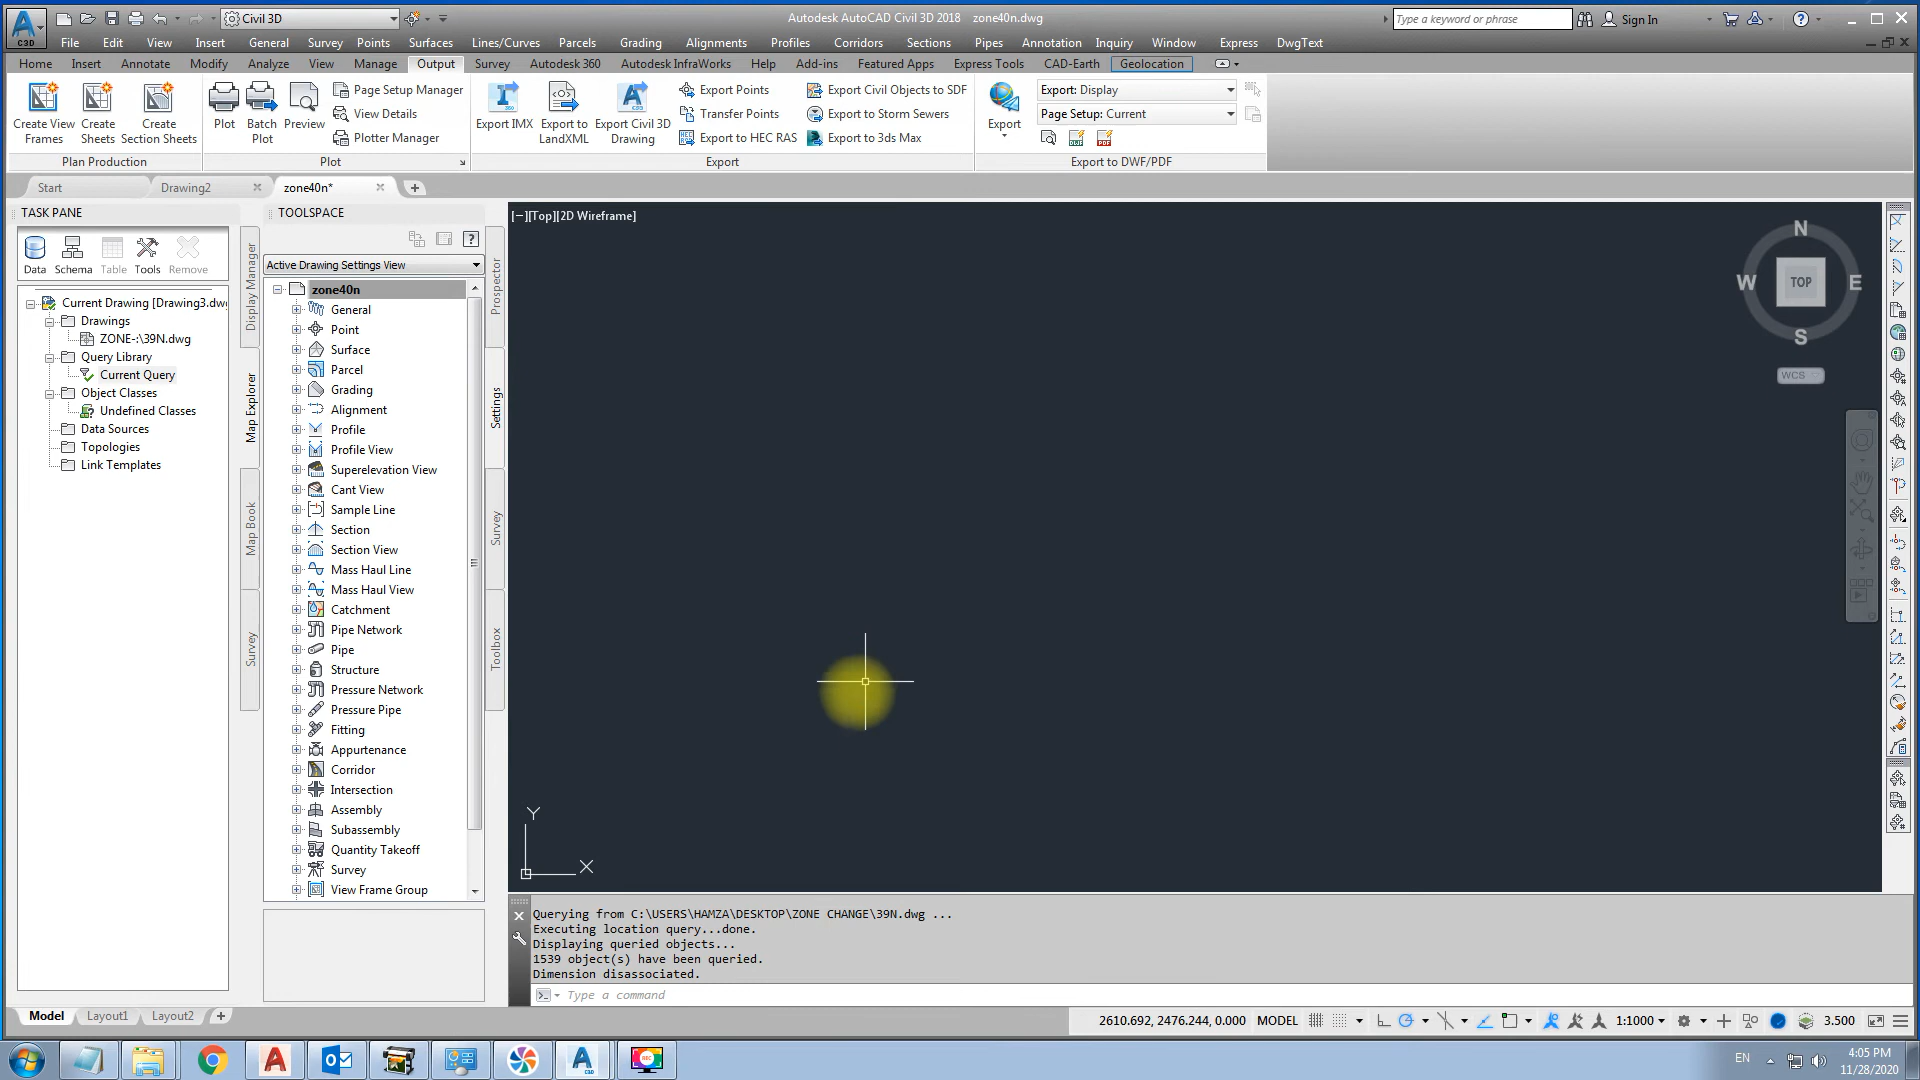 Civil 3D
Autodesk AutoCAD Civil 3D 2018 zone40n.dwg
Type a keyword or phrase
Sign In
C3D
File Edit View Insert General Survey Points Surfaces Lines/Curves Parcels Grading Alignments Profiles Corridors Sections Pipes Annotation Inquiry Window Express DwgText
Home Insert Annotate Modify Analyze View Manage Output Survey Autodesk 360 Autodesk InfraWorks Help Add-ins Featured Apps Express Tools CAD-Earth Geolocation
Create View Frames
Create Sheets
Create Section Sheets
Plan Production
Plot
Batch Plot
Preview
Page Setup Manager
View Details
Plotter Manager
Plot
Export IMX
Export to LandXML
Export Civil 3D Drawing
Export Points
Transfer Points
Export to HEC RAS
Export Civil Objects to SDF
Export to Storm Sewers
Export to 3ds Max
Export
Export
Export: Display
Page Setup: Current
Export to DWF/PDF
Start Drawing2 zone40n*
TASK PANE
Data Schema Table Tools Remove
Current Drawing [Drawing3.dwg
Drawings
ZONE-:\39N.dwg
Query Library
Current Query
Object Classes
Undefined Classes
Data Sources
Topologies
Link Templates
Display Manager
Map Explorer
Map Book
Survey
TOOLSPACE
Active Drawing Settings View
zone40n
General
Point
Surface
Parcel
Grading
Alignment
Profile
Profile View
Superelevation View
Cant View
Sample Line
Section
Section View
Mass Haul Line
Mass Haul View
Catchment
Pipe Network
Pipe
Structure
Pressure Network
Pressure Pipe
Fitting
Appurtenance
Corridor
Intersection
Assembly
Subassembly
Quantity Takeoff
Survey
View Frame Group
Prospector
Settings
Survey
Toolbox
[−][Top][2D Wireframe]
N
W TOP E
S
WCS
Y
X
Querying from C:\USERS\HAMZA\DESKTOP\ZONE CHANGE\39N.dwg ...
Executing location query...done.
Displaying queried objects...
1539 object(s) have been queried.
Dimension disassociated.
Type a command
Model Layout1 Layout2
2610.692, 2476.244, 0.000 MODEL 1:1000 3.500
EN
4:05 PM
11/28/2020